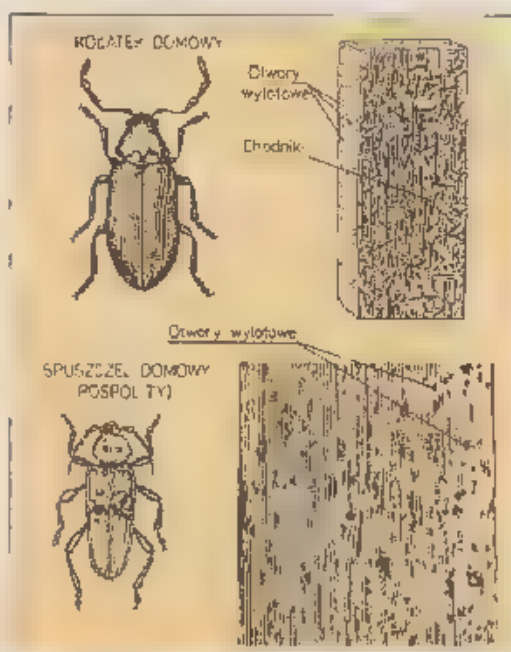 KOŁATEK DOMOWY
Otwory
wylotowe
Chodnik
Otwory wylotowe
SPUSZCZEL DOMOWY
POSPOLITY)